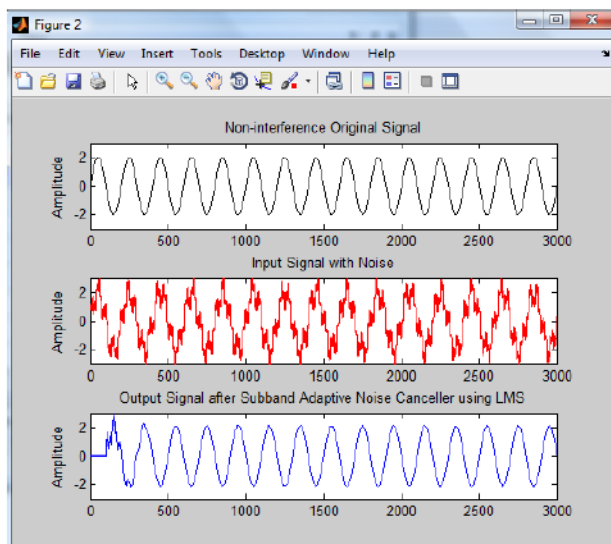 Figure 2
File Edit View Insert Tools Desktop Window Help
Non-interference Original Signal
Amplitude
2
0
-2
0 500 1000 1500 2000 2500 3000
Input Signal with Noise
Amplitude
2
0
-2
0 500 1000 1500 2000 2500 3000
Output Signal after Subband Adaptive Noise Canceller using LMS
Amplitude
2
0
-2
0 500 1000 1500 2000 2500 3000